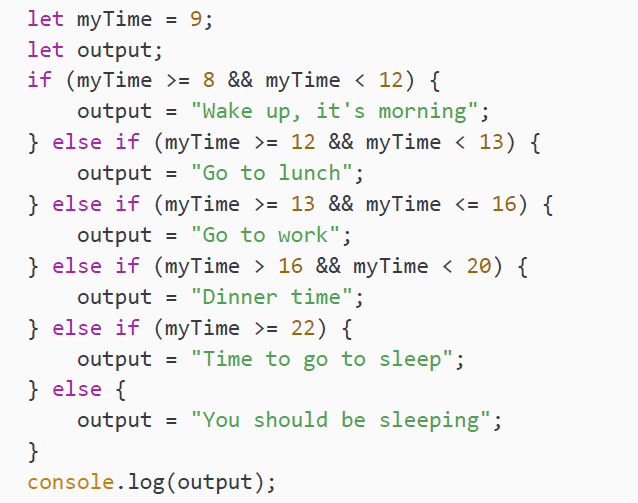 let myTime = 9;
let output;
if (myTime >= 8 && myTime < 12) {
    output = "Wake up, it's morning";
} else if (myTime >= 12 && myTime < 13) {
    output = "Go to lunch";
} else if (myTime >= 13 && myTime <= 16) {
    output = "Go to work";
} else if (myTime > 16 && myTime < 20) {
    output = "Dinner time";
} else if (myTime >= 22) {
    output = "Time to go to sleep";
} else {
    output = "You should be sleeping";
}
console.log(output);